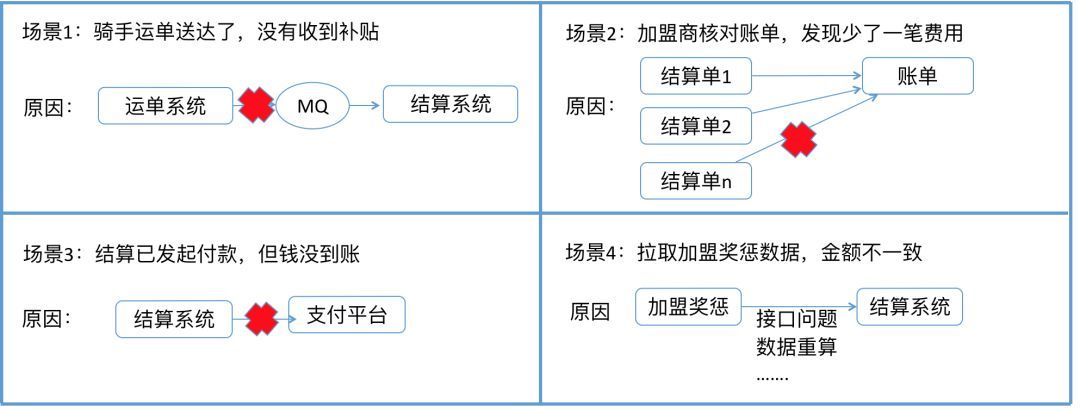 场景1：骑手运单送达了，没有收到补贴
原因：
运单系统
MQ
结算系统
场景2：加盟商核对账单，发现少了一笔费用
原因：
结算单1
账单
结算单2
结算单n
场景3：结算已发起付款，但钱没到账
原因：
结算系统
支付平台
场景4：拉取加盟奖惩数据，金额不一致
原因
加盟奖惩
结算系统
接口问题
数据重算
…….